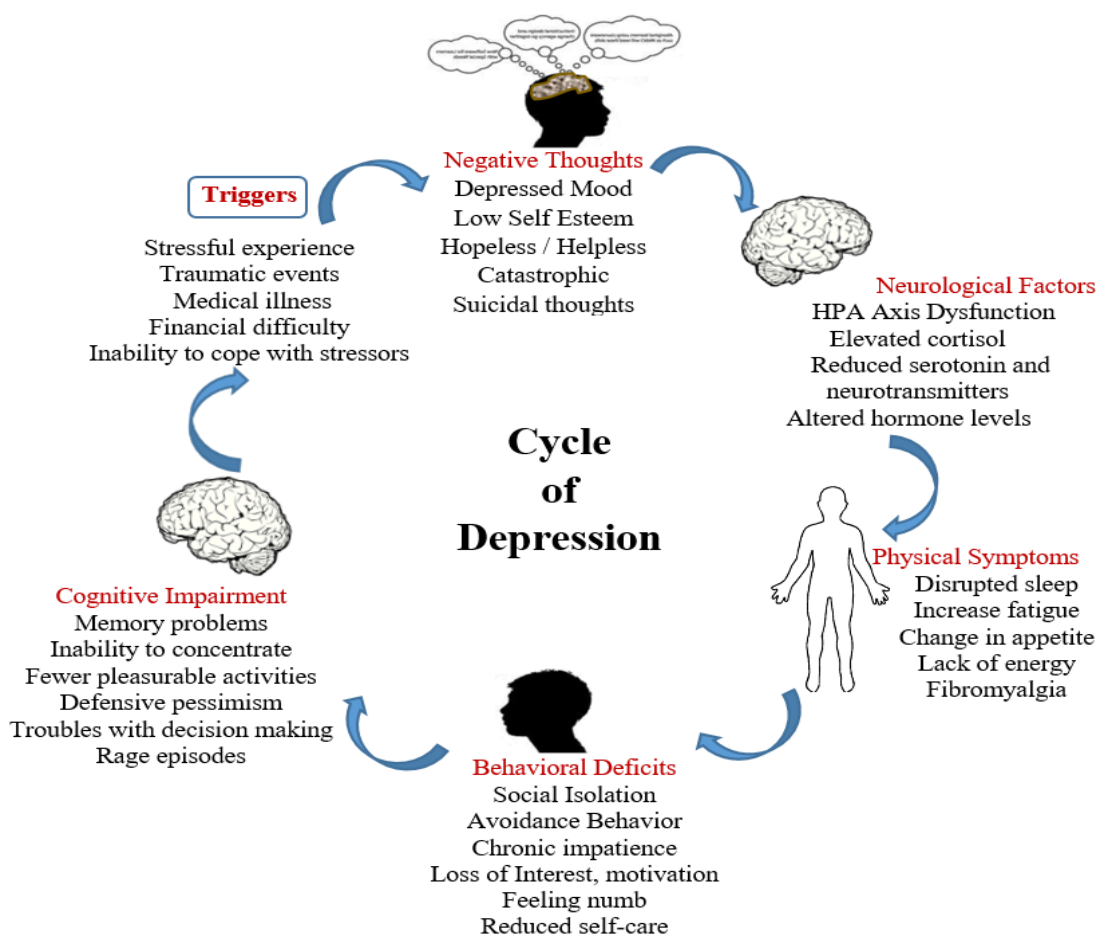 Negative Thoughts
Depressed Mood
Low Self Esteem
Hopeless / Helpless
Catastrophic
Suicidal thoughts
Neurological Factors
HPA Axis Dysfunction
Elevated cortisol
Reduced serotonin and
neurotransmitters
Altered hormone levels
Physical Symptoms
Disrupted sleep
Increase fatigue
Change in appetite
Lack of energy
Fibromyalgia
Behavioral Deficits
Social Isolation
Avoidance Behavior
Chronic impatience
Loss of Interest, motivation
Feeling numb
Reduced self-care
Cognitive Impairment
Memory problems
Inability to concentrate
Fewer pleasurable activities
Defensive pessimism
Troubles with decision making
Rage episodes
Triggers
Stressful experience
Traumatic events
Medical illness
Financial difficulty
Inability to cope with stressors
Cycle
of
Depression